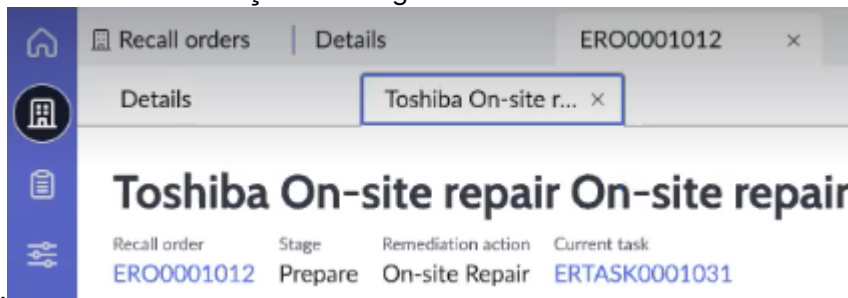 Recall orders Details ERO0001012 ×
Details Toshiba On-site r... ×
Toshiba On-site repair On-site repair
Recall order Stage Remediation action Current task
ERO0001012 Prepare On-site Repair ERTASK0001031